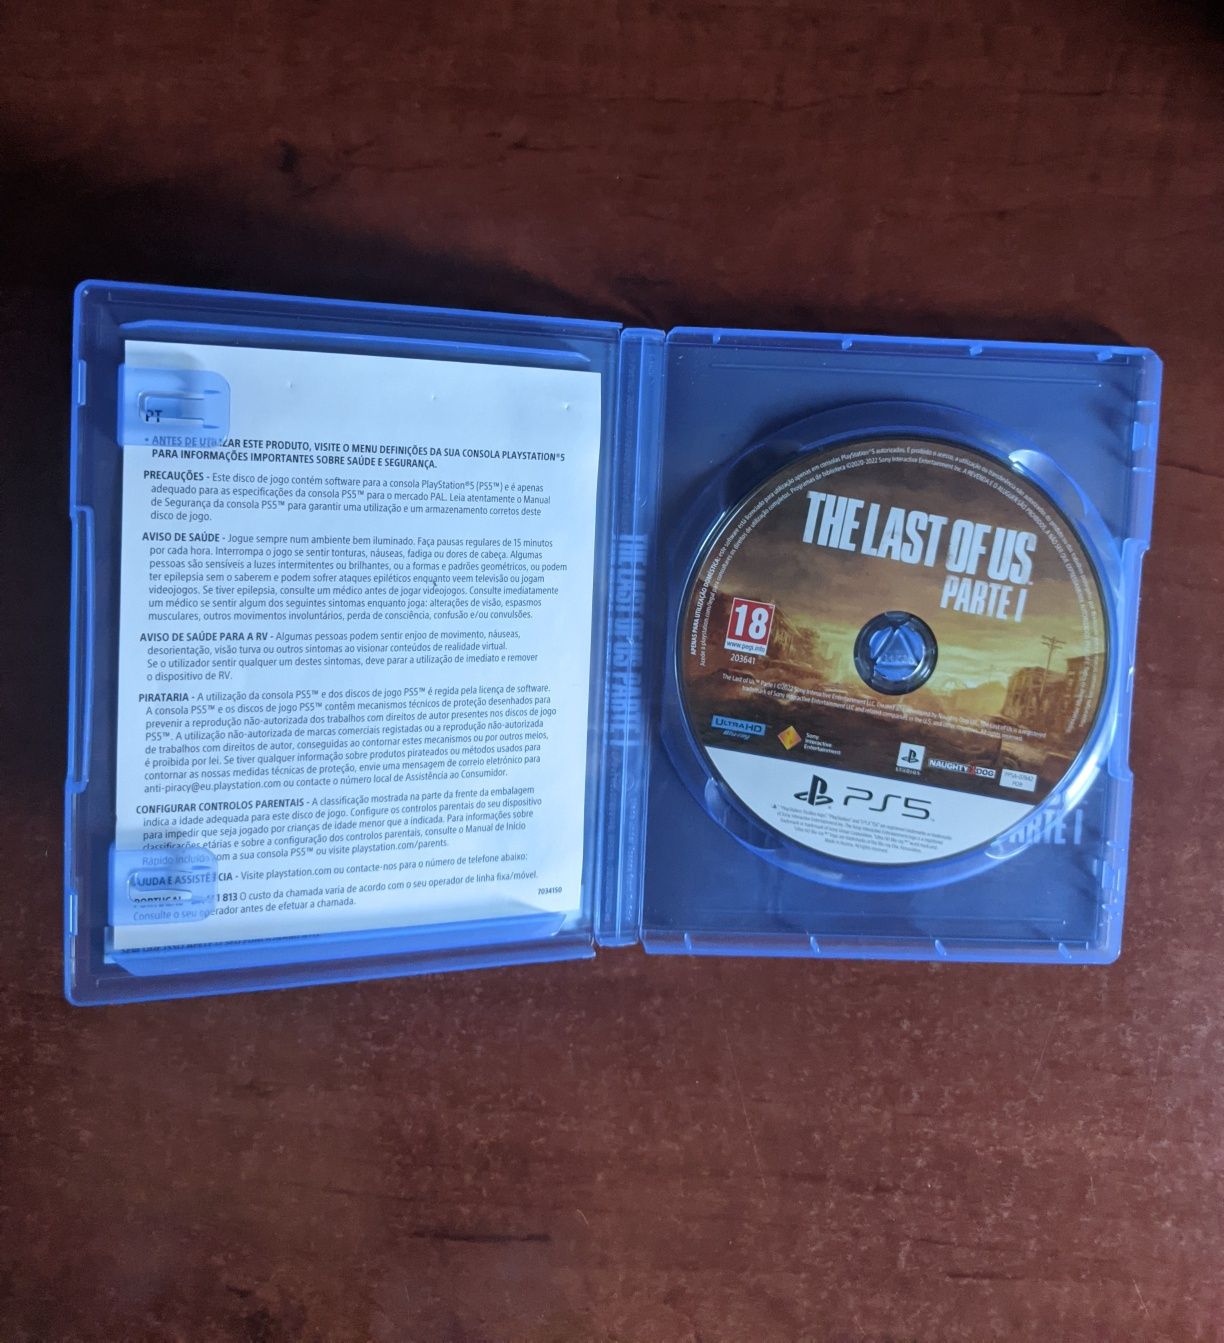 PT
• ANTES DE UTILIZAR ESTE PRODUTO, VISITE O MENU DEFINIÇÕES DA SUA CONSOLA PLAYSTATION®5
PARA INFORMAÇÕES IMPORTANTES SOBRE SAÚDE E SEGURANÇA.
PRECAUÇÕES - Este disco de jogo contém software para a consola PlayStation®5 (PS5™) e é apenas
adequado para as especificações da consola PS5™ para o mercado PAL. Leia atentamente o Manual
de Segurança da consola PS5™ para garantir uma utilização e um armazenamento corretos deste
disco de jogo.
AVISO DE SAÚDE - Jogue sempre num ambiente bem iluminado. Faça pausas regulares de 15 minutos
por cada hora. Interrompa o jogo se sentir tonturas, náuseas, fadiga ou dores de cabeça. Algumas
pessoas são sensíveis a luzes intermitentes ou brilhantes, ou a formas e padrões geométricos, ou podem
ter epilepsia sem o saberem e podem sofrer ataques epiléticos enquanto veem televisão ou jogam
videojogos. Se tiver epilepsia, consulte um médico antes de jogar videojogos. Consulte imediatamente
um médico se sentir algum dos seguintes sintomas enquanto joga: alterações de visão, espasmos
musculares, outros movimentos involuntários, perda de consciência, confusão e/ou convulsões.
AVISO DE SAÚDE PARA A RV - Algumas pessoas podem sentir enjoo de movimento, náuseas,
desorientação, visão turva ou outros sintomas ao visionar conteúdos de realidade virtual.
Se o utilizador sentir qualquer um destes sintomas, deve parar a utilização de imediato e remover
o dispositivo de RV.
PIRATARIA - A utilização da consola PS5™ e dos discos de jogo PS5™ é regida pela licença de software.
A consola PS5™ e os discos de jogo PS5™ contêm mecanismos técnicos de proteção desenhados para
prevenir a reprodução não-autorizada dos trabalhos com direitos de autor presentes nos discos de jogo
PS5™. A utilização não-autorizada de marcas comerciais registadas ou a reprodução não-autorizada
de trabalhos com direitos de autor, conseguidas ao contornar estes mecanismos ou por outros meios,
é proibida por lei. Se tiver qualquer informação sobre produtos pirateados ou métodos usados para
contornar as nossas medidas técnicas de proteção, envie uma mensagem de correio eletrónico para
anti-piracy@eu.playstation.com ou contacte o número local de Assistência ao Consumidor.
CONFIGURAR CONTROLOS PARENTAIS - A classificação mostrada na parte da frente da embalagem
indica a idade adequada para este disco de jogo. Configure os controlos parentais do seu dispositivo
para impedir que seja jogado por crianças de idade menor que a indicada. Para informações sobre
classificações etárias e sobre a configuração dos controlos parentais, consulte o Manual de Início
Rápido incluído com a sua consola PS5™ ou visite playstation.com/parents.
AJUDA E ASSISTÊNCIA - Visite playstation.com ou contacte-nos para o número de telefone abaixo:
PORTUGAL 813 O custo da chamada varia de acordo com o seu operador de linha fixa/móvel.
Consulte o seu operador antes de efetuar a chamada.
7034150
THE LAST OF US
PARTE I
18
www.pegi.info
203641
ULTRA HD
Blu-ray
Sony
Interactive
Entertainment
PlayStation
STUDIOS
NAUGHTY DOG
PS5
PARTE I